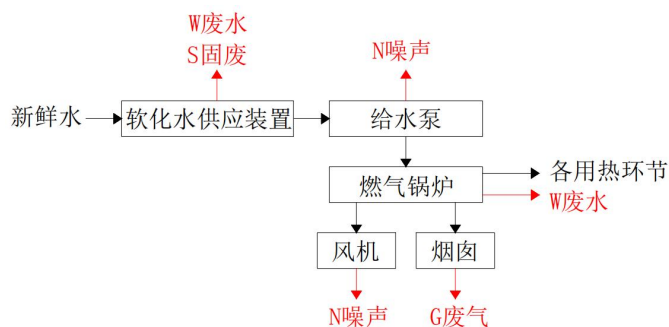 W废水
S固废
N噪声
新鲜水
软化水供应装置
给水泵
燃气锅炉
各用热环节
W废水
风机
烟囱
N噪声
G废气